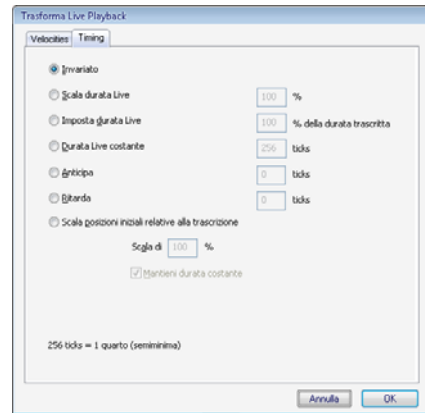 Trasforma Live Playback
Velocities Timing
Invariato
Scala durata Live 100 %
Imposta durata Live 100 % della durata trascritta
Durata Live costante 256 ticks
Anticipa 0 ticks
Ritarda 0 ticks
Scala posizioni iniziali relative alla trascrizione
Scala di 100 %
Mantieni durata costante
256 ticks = 1 quarto (semiminima)
Annulla OK